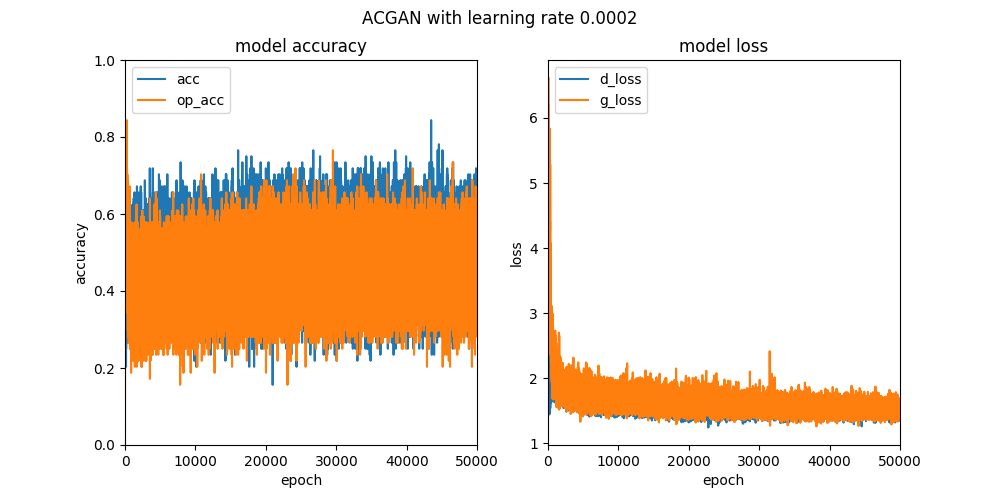 ACGAN with learning rate 0.0002
model accuracy
acc
op_acc
1.0
0.8
0.6
0.4
0.2
0.0
accuracy
0 10000 20000 30000 40000 50000
epoch
model loss
d_loss
g_loss
6
5
4
3
2
1
loss
0 10000 20000 30000 40000 50000
epoch